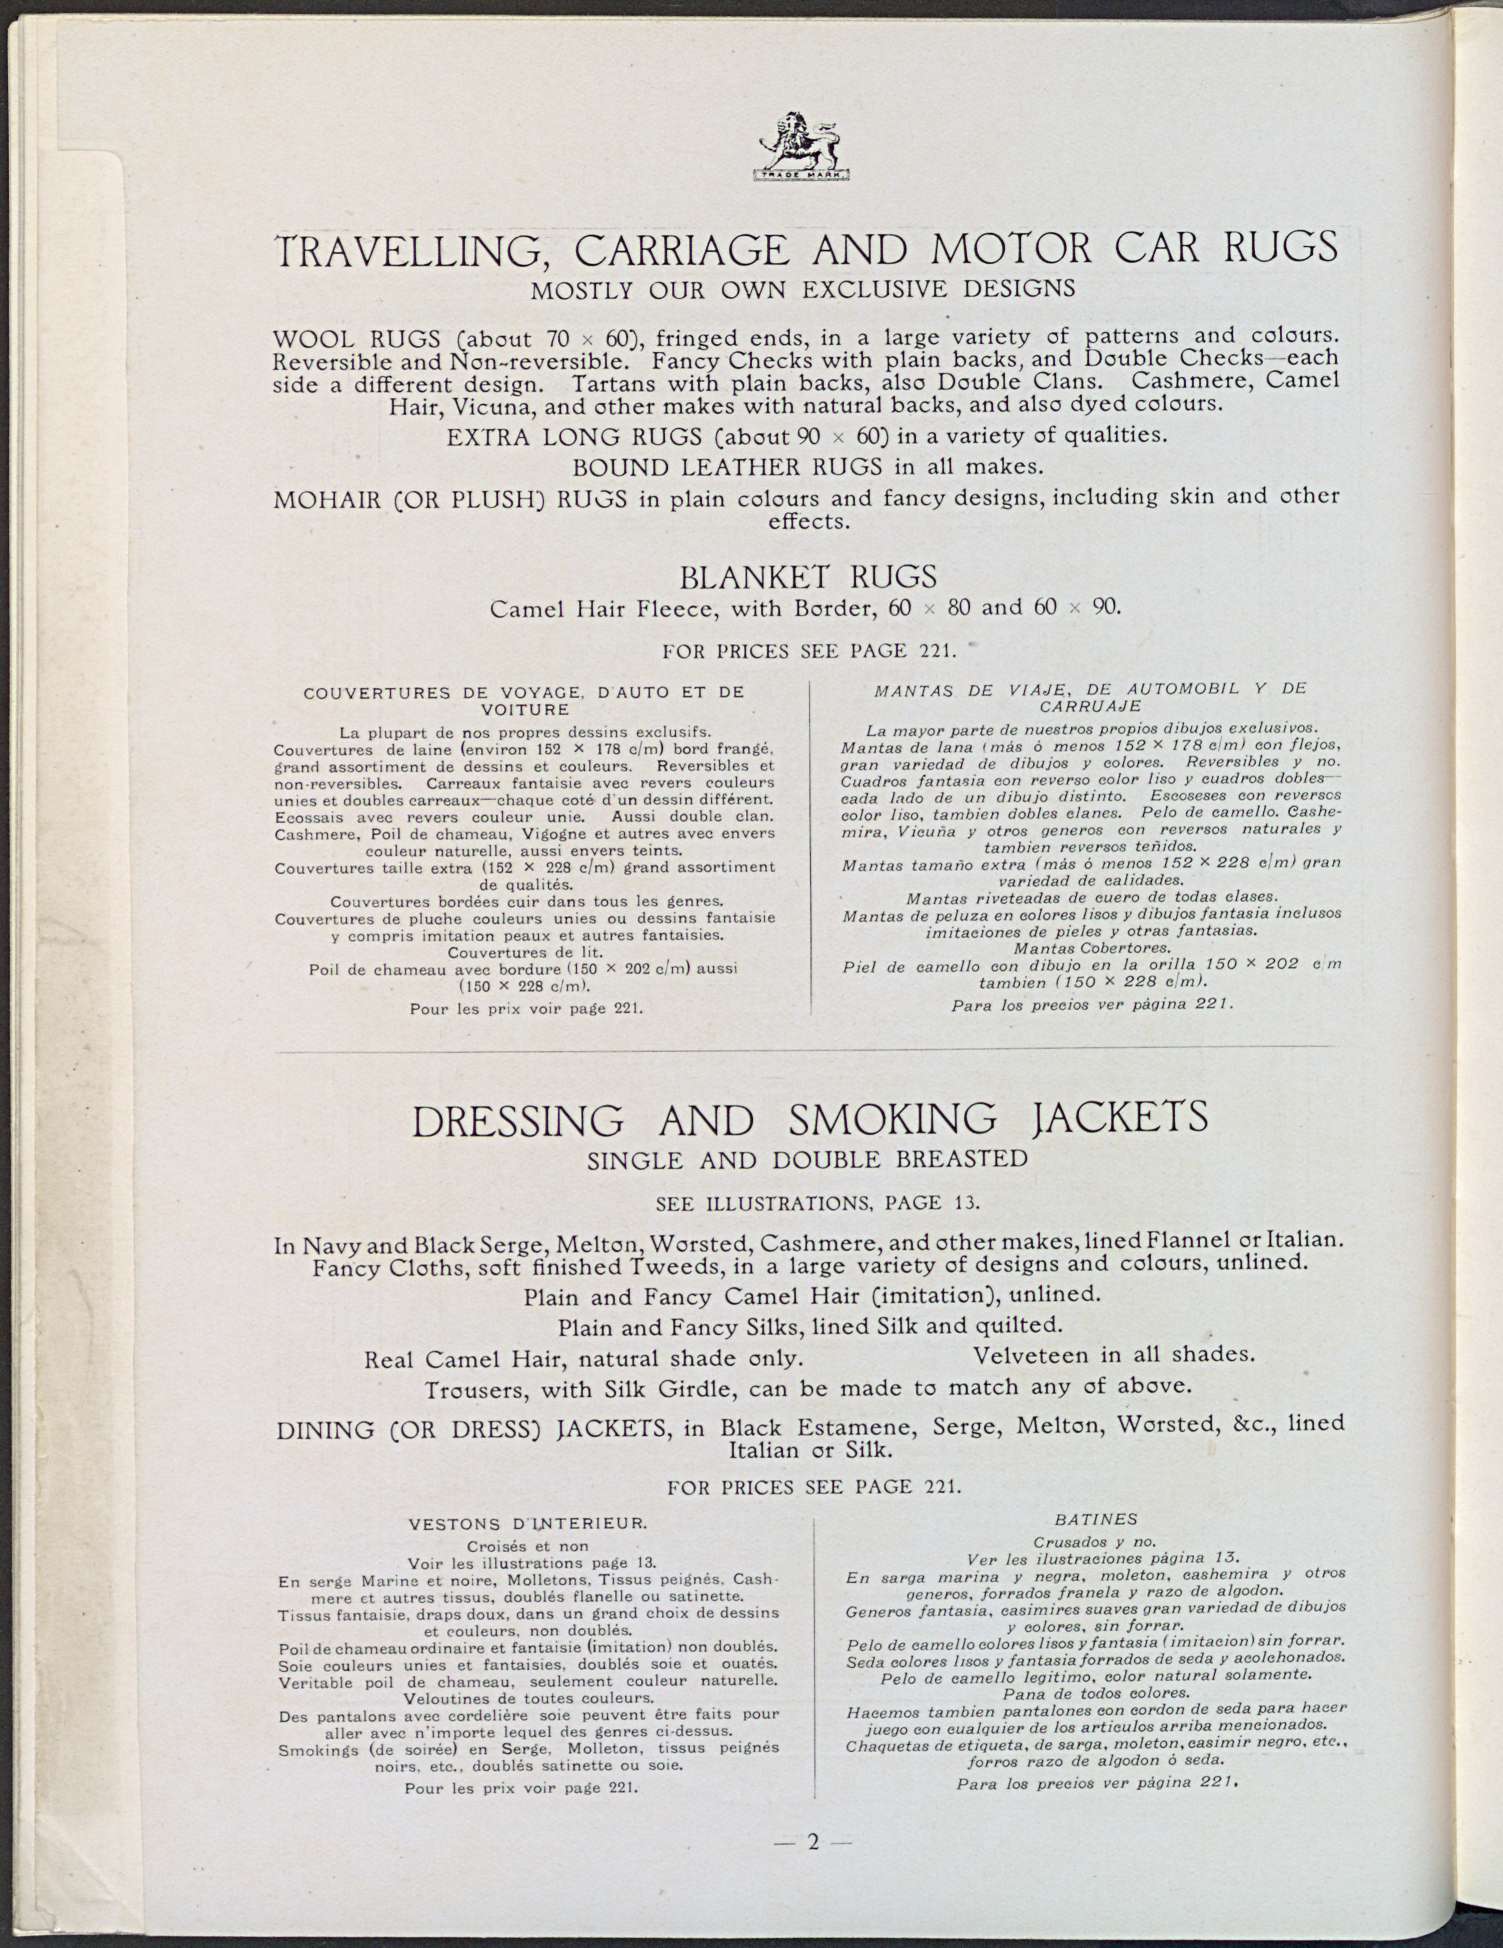 TRADE MARK.
TRAVELLING, CARRIAGE AND MOTOR CAR RUGS
MOSTLY OUR OWN EXCLUSIVE DESIGNS
WOOL RUGS (about 70 × 60), fringed ends, in a large variety of patterns and colours.
Reversible and Non-reversible. Fancy Checks with plain backs, and Double Checks—each
side a different design. Tartans with plain backs, also Double Clans. Cashmere, Camel
Hair, Vicuna, and other makes with natural backs, and also dyed colours.
EXTRA LONG RUGS (about 90 × 60) in a variety of qualities.
BOUND LEATHER RUGS in all makes.
MOHAIR (OR PLUSH) RUGS in plain colours and fancy designs, including skin and other
effects.
BLANKET RUGS
Camel Hair Fleece, with Border, 60 × 80 and 60 × 90.
FOR PRICES SEE PAGE 221.
COUVERTURES DE VOYAGE, D'AUTO ET DE
VOITURE
La plupart de nos propres dessins exclusifs.
Couvertures de laine (environ 152 × 178 c/m) bord frangé,
grand assortiment de dessins et couleurs. Reversibles et
non-reversibles. Carreaux fantaisie avec revers couleurs
unies et doubles carreaux—chaque coté d'un dessin différent.
Ecossais avec revers couleur unie. Aussi double clan.
Cashmere, Poil de chameau, Vigogne et autres avec envers
couleur naturelle, aussi envers teints.
Couvertures taille extra (152 × 228 c/m) grand assortiment
de qualités.
Couvertures bordées cuir dans tous les genres.
Couvertures de pluche couleurs unies ou dessins fantaisie
y compris imitation peaux et autres fantaisies.
Couvertures de lit.
Poil de chameau avec bordure (150 × 202 c/m) aussi
(150 × 228 c/m).
Pour les prix voir page 221.
MANTAS DE VIAJE, DE AUTOMOBIL Y DE
CARRUAJE
La mayor parte de nuestros propios dibujos exclusivos.
Mantas de lana (más ó menos 152 × 178 c/m) con flejos,
gran variedad de dibujos y colores. Reversibles y no.
Cuadros fantasia con reverso color liso y cuadros dobles—
cada lado de un dibujo distinto. Escoseses con reversos
color liso, tambien dobles clanes. Pelo de camello. Cashe-
mira, Vicuña y otros generos con reversos naturales y
tambien reversos teñidos.
Mantas tamaño extra (más ó menos 152 × 228 c/m) gran
variedad de calidades.
Mantas riveteadas de cuero de todas clases.
Mantas de peluza en colores lisos y dibujos fantasia inclusos
imitaciones de pieles y otras fantasias.
Mantas Cobertores.
Piel de camello con dibujo en la orilla 150 × 202 c/m
tambien (150 × 228 c/m).
Para los precios ver página 221.
DRESSING AND SMOKING JACKETS
SINGLE AND DOUBLE BREASTED
SEE ILLUSTRATIONS, PAGE 13.
In Navy and Black Serge, Melton, Worsted, Cashmere, and other makes, lined Flannel or Italian.
Fancy Cloths, soft finished Tweeds, in a large variety of designs and colours, unlined.
Plain and Fancy Camel Hair (imitation), unlined.
Plain and Fancy Silks, lined Silk and quilted.
Real Camel Hair, natural shade only. Velveteen in all shades.
Trousers, with Silk Girdle, can be made to match any of above.
DINING (OR DRESS) JACKETS, in Black Estamene, Serge, Melton, Worsted, &c., lined
Italian or Silk.
FOR PRICES SEE PAGE 221.
VESTONS D'INTERIEUR.
Croisés et non
Voir les illustrations page 13.
En serge Marine et noire, Molletons, Tissus peignés, Cash-
mere et autres tissus, doublés flanelle ou satinette.
Tissus fantaisie, draps doux, dans un grand choix de dessins
et couleurs, non doublés.
Poil de chameau ordinaire et fantaisie (imitation) non doublés.
Soie couleurs unies et fantaisies, doublés soie et ouatés.
Veritable poil de chameau, seulement couleur naturelle.
Veloutines de toutes couleurs.
Des pantalons avec cordelière soie peuvent être faits pour
aller avec n'importe lequel des genres ci-dessus.
Smokings (de soirée) en Serge, Molleton, tissus peignés
noirs, etc., doublés satinette ou soie.
Pour les prix voir page 221.
BATINES
Crusados y no.
Ver les ilustraciones página 13.
En sarga marina y negra, moleton, cashemira y otros
generos, forrados franela y razo de algodon.
Generos fantasia, casimires suaves gran variedad de dibujos
y colores, sin forrar.
Pelo de camello colores lisos y fantasia (imitacion) sin forrar.
Seda colores lisos y fantasia forrados de seda y acolchonados.
Pelo de camello legitimo, color natural solamente.
Pana de todos colores.
Hacemos tambien pantalones con cordon de seda para hacer
juego con cualquier de los articulos arriba mencionados.
Chaquetas de etiqueta, de sarga, moleton, casimir negro, etc.,
forros razo de algodon ó seda.
Para los precios ver página 221.
— 2 —